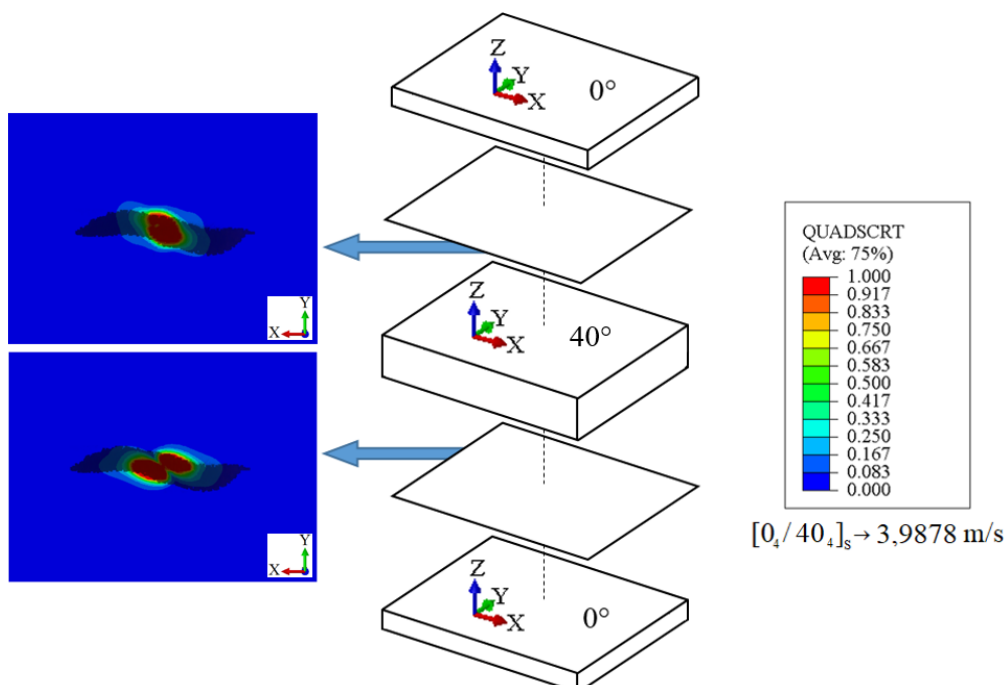 Z
Y
X
0°
Y
X
Z
Y
X
40°
Y
X
Z
Y
X
0°
QUADSCRT
(Avg: 75%)
1.000
0.917
0.833
0.750
0.667
0.583
0.500
0.417
0.333
0.250
0.167
0.083
0.000
[0₄/40₄]ₛ→3,9878 m/s